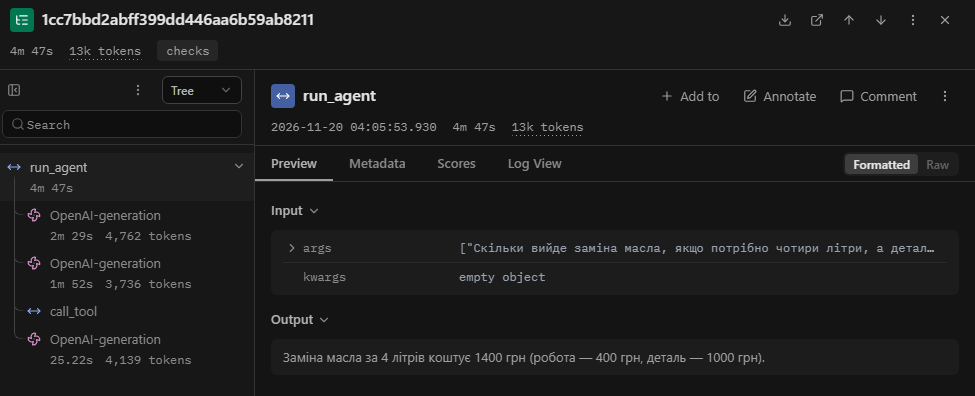 1cc7bbd2abff399dd446aa6b59ab8211
4m 47s 13k tokens checks
Tree
Search
run_agent
4m 47s
OpenAI-generation
2m 29s 4,762 tokens
OpenAI-generation
1m 52s 3,736 tokens
call_tool
OpenAI-generation
25.22s 4,139 tokens
run_agent
Add to Annotate Comment
2026-11-20 04:05:53.930 4m 47s 13k tokens
Preview Metadata Scores Log View Formatted Raw
Input
args ["Скільки вийде заміна масла, якщо потрібно чотири літри, а детал…
kwargs empty object
Output
Заміна масла за 4 літрів коштує 1400 грн (робота — 400 грн, деталь — 1000 грн).